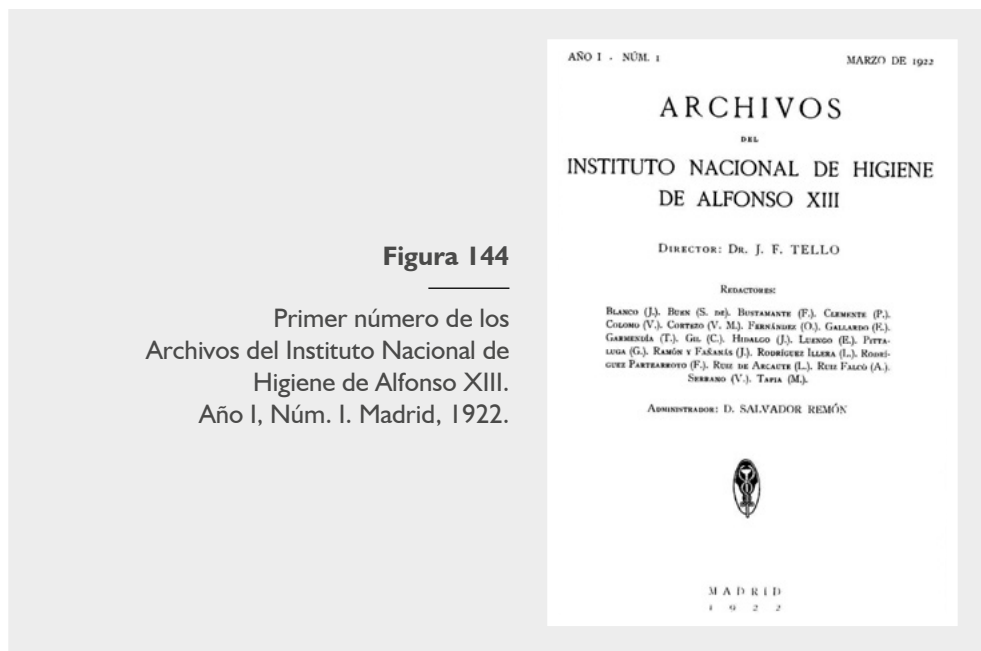 Figura 144
Primer número de los
Archivos del Instituto Nacional de
Higiene de Alfonso XIII.
Año I, Núm. I. Madrid, 1922.
AÑO I - NÚM. 1
MARZO DE 1922
ARCHIVOS
DEL
INSTITUTO NACIONAL DE HIGIENE
DE ALFONSO XIII
DIRECTOR: DR. J. F. TELLO
REDACTORES:
BLANCO (J.). BUEN (S. DE). BUSTAMANTE (F.). CLEMENTE (P.).
COLOMO (V.). CORTEZO (V. M.). FERNÁNDEZ (O.). GALLARDO (E.).
GARMENDÍA (T.). GIL (C.). HIDALGO (J.). LUENGO (E.). PITTA-
LUGA (G.). RAMÓN Y FAÑANÁS (J.). RODRÍGUEZ ILLERA (L.). RODRÍ-
GUEZ PARTEARROYO (F.). RUIZ DE ARCAUTE (L.). RUIZ FALCÓ (A.).
SERRANO (V.). TAPIA (M.).
ADMINISTRADOR: D. SALVADOR REMÓN
MADRID
1922